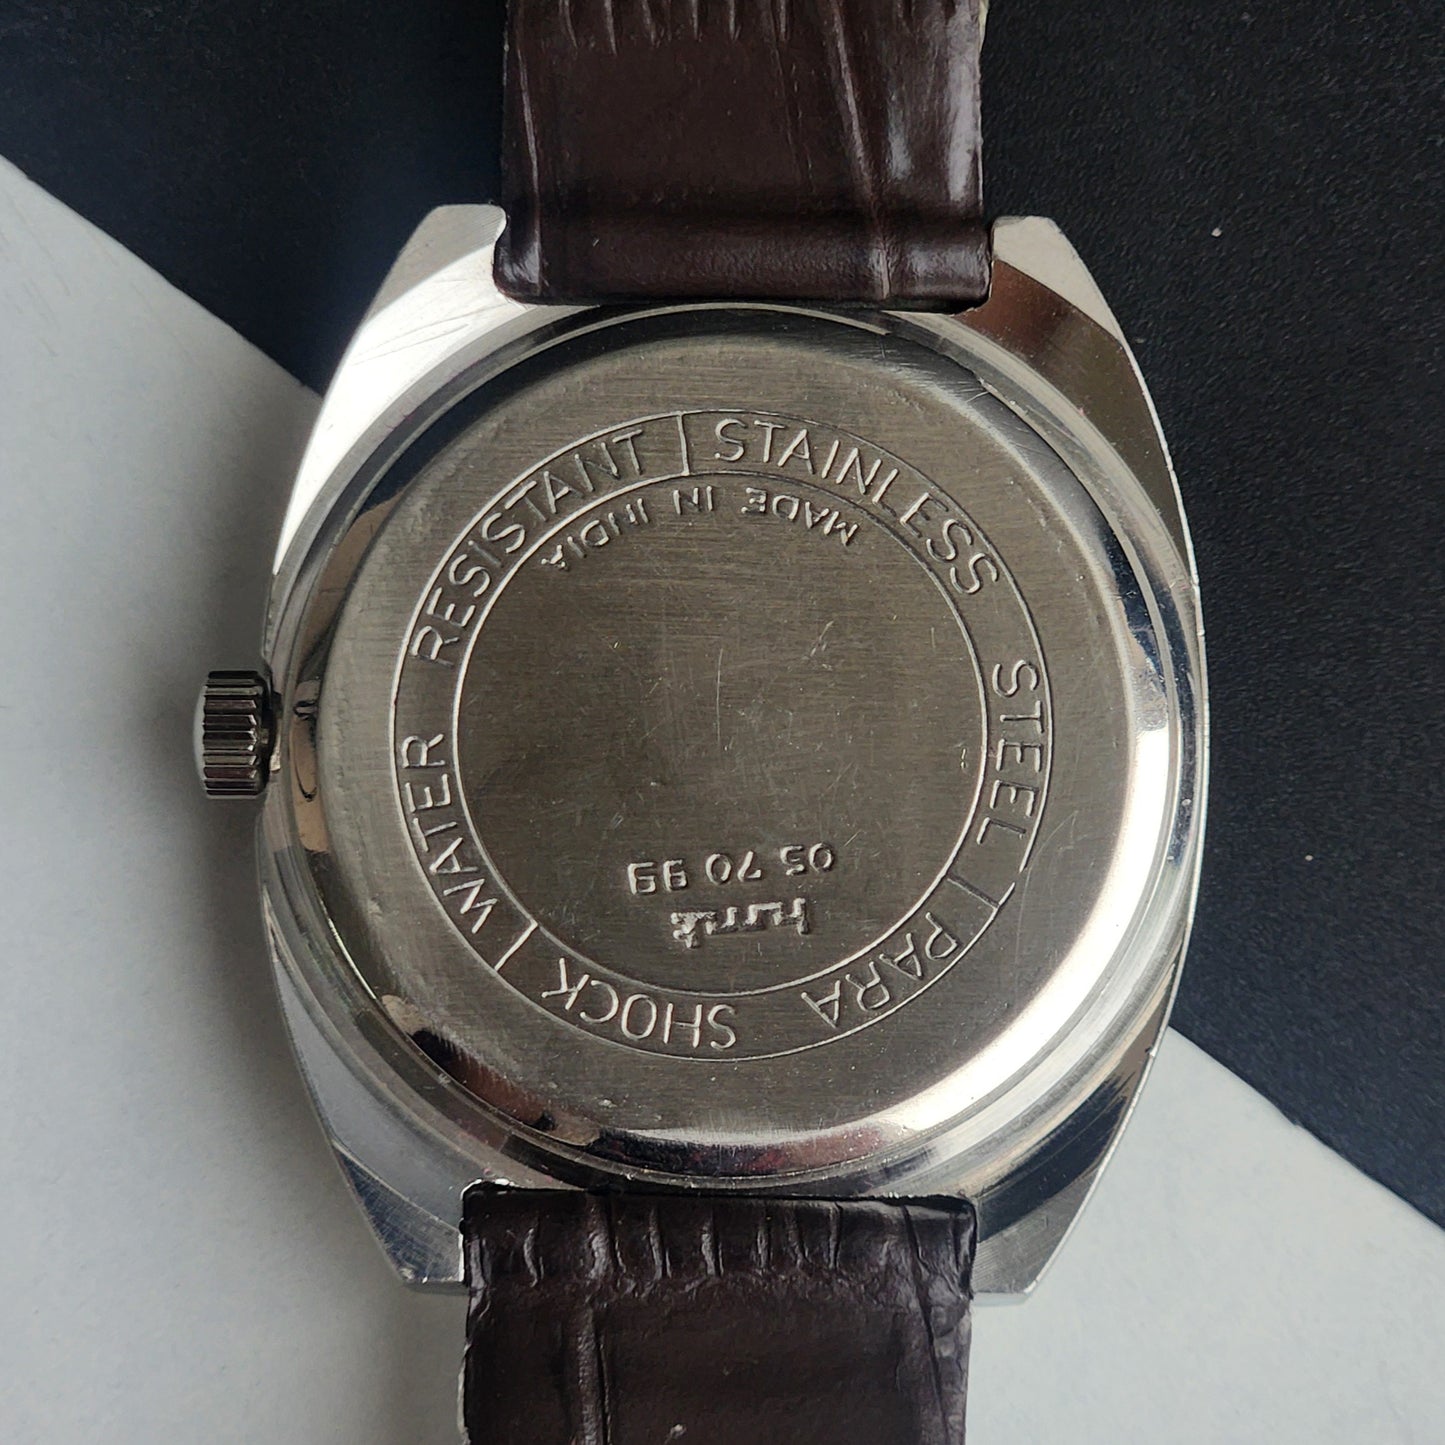 STAINLESS STEEL | PARA SHOCK | WATER RESISTANT |
hmt
05 70 99
MADE IN INDIA